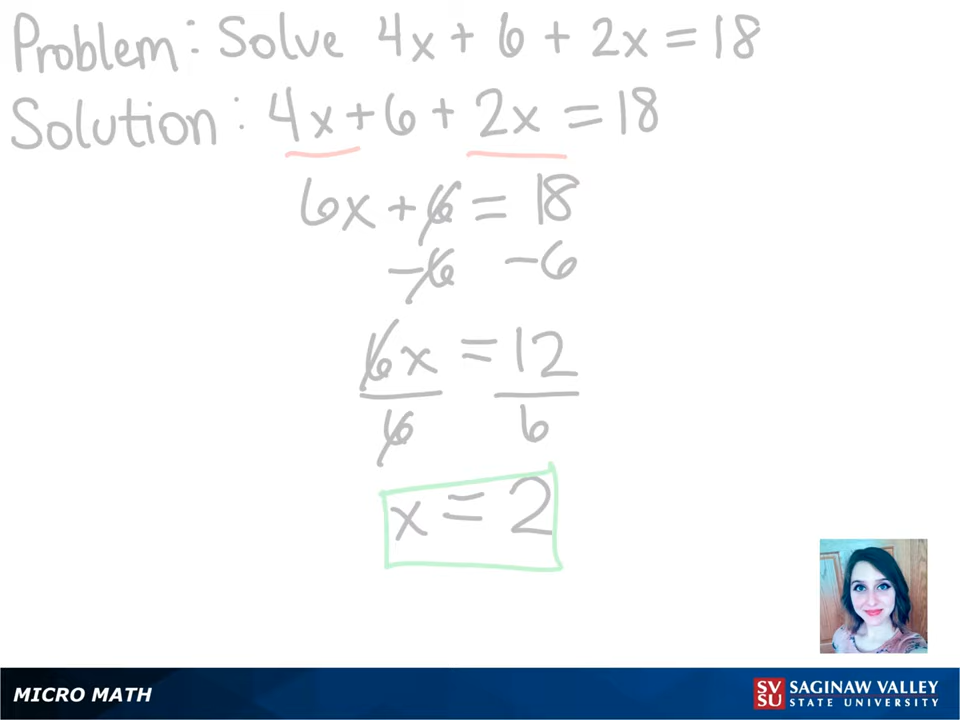 Problem: Solve 4x + 6 + 2x = 18
Solution: 4x + 6 + 2x = 18
6x + 6 = 18
-6 -6
6x = 12
6 6
x = 2
MICRO MATH
SV SU SAGINAW VALLEY STATE UNIVERSITY